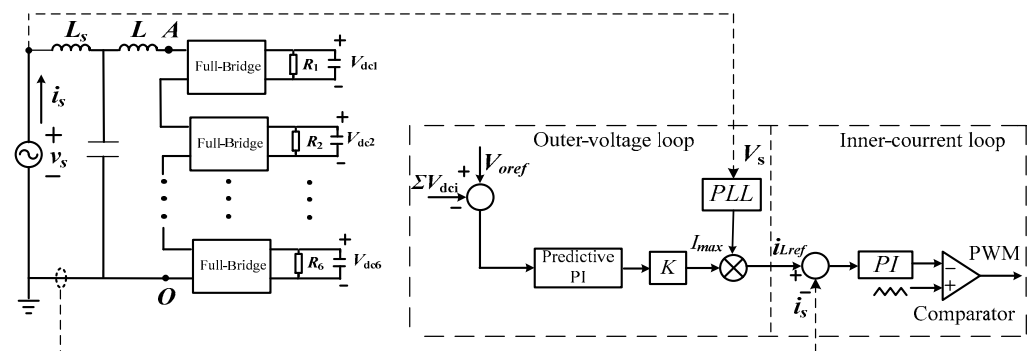 Ls L A
Full-Bridge R1 Vdc1
+
−
is
+
vs
−
Full-Bridge R2 Vdc2
+
−
Full-Bridge R6 Vdc6
+
−
O
Outer-voltage loop
Inner-courrent loop
Vs
+ Voref
ΣVdci
−
PLL
Predictive
PI
K
Imax
iLref
+
−
is
PI
−
+
PWM
Comparator